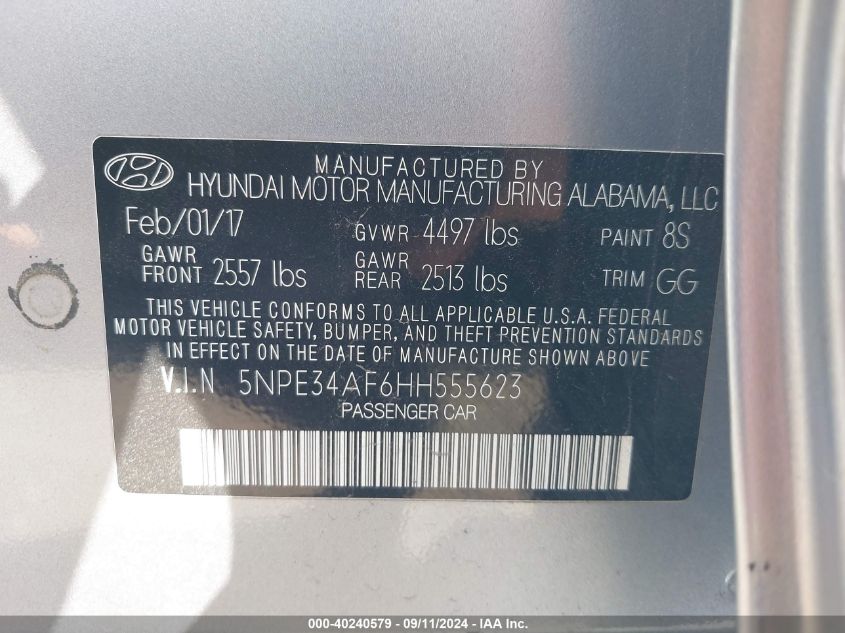 MANUFACTURED BY
HYUNDAI MOTOR MANUFACTURING ALABAMA, LLC
Feb/01/17 GVWR 4497 lbs PAINT 8S
GAWR FRONT 2557 lbs GAWR REAR 2513 lbs TRIM GG
THIS VEHICLE CONFORMS TO ALL APPLICABLE U.S.A. FEDERAL
MOTOR VEHICLE SAFETY, BUMPER, AND THEFT PREVENTION STANDARDS
IN EFFECT ON THE DATE OF MANUFACTURE SHOWN ABOVE
V.I.N 5NPE34AF6HH555623
PASSENGER CAR
000-40240579 - 09/11/2024 - IAA Inc.